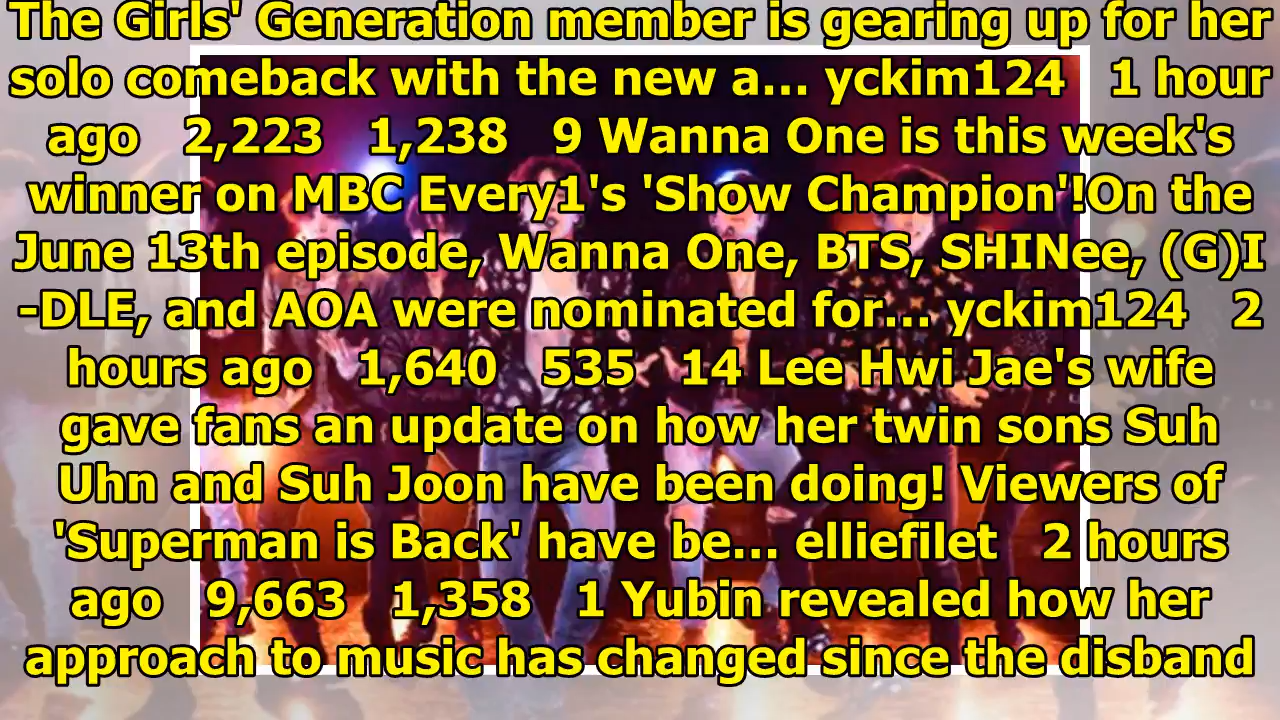 The Girls' Generation member is gearing up for her
solo comeback with the new a... yckim124   1 hour
ago   2,223   1,238   9 Wanna One is this week's
winner on MBC Every1's 'Show Champion'!On the
June 13th episode, Wanna One, BTS, SHINee, (G)I
-DLE, and AOA were nominated for... yckim124   2
hours ago   1,640   535   14 Lee Hwi Jae's wife
gave fans an update on how her twin sons Suh
Uhn and Suh Joon have been doing! Viewers of
'Superman is Back' have be... elliefilet   2 hours
ago   9,663   1,358   1 Yubin revealed how her
approach to music has changed since the disband